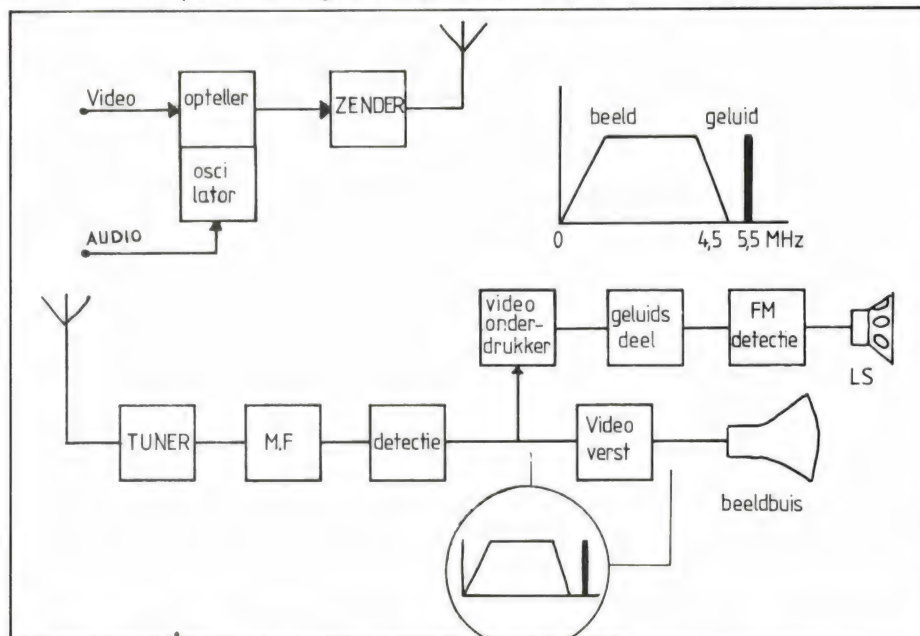 Video
opteller
ZENDER
osci
lator
AUDIO
beeld
geluid
0
4,5
5,5 MHz
video
onder-
drukker
geluids
deel
FM
detectie
LS
TUNER
M.F
detectie
Video
verst
beeldbuis